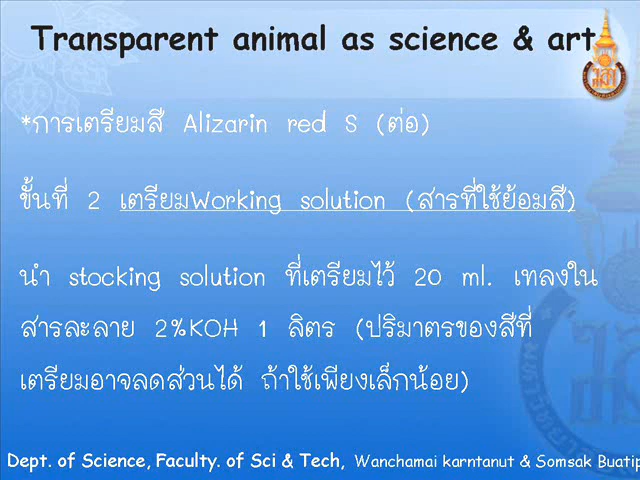 Transparent animal as science & art
*การเตรียมสี Alizarin red S (ต่อ)
ขั้นที่ 2 เตรียมWorking solution (สารที่ใช้ย้อมสี)
นำ stocking solution ที่เตรียมไว้ 20 ml. เทลงใน
สารละลาย 2%KOH 1 ลิตร (ปริมาตรของสีที่
เตรียมอาจลดส่วนได้ ถ้าใช้เพียงเล็กน้อย)
Dept. of Science, Faculty. of Sci & Tech, Wanchamai karntanut & Somsak Buatip